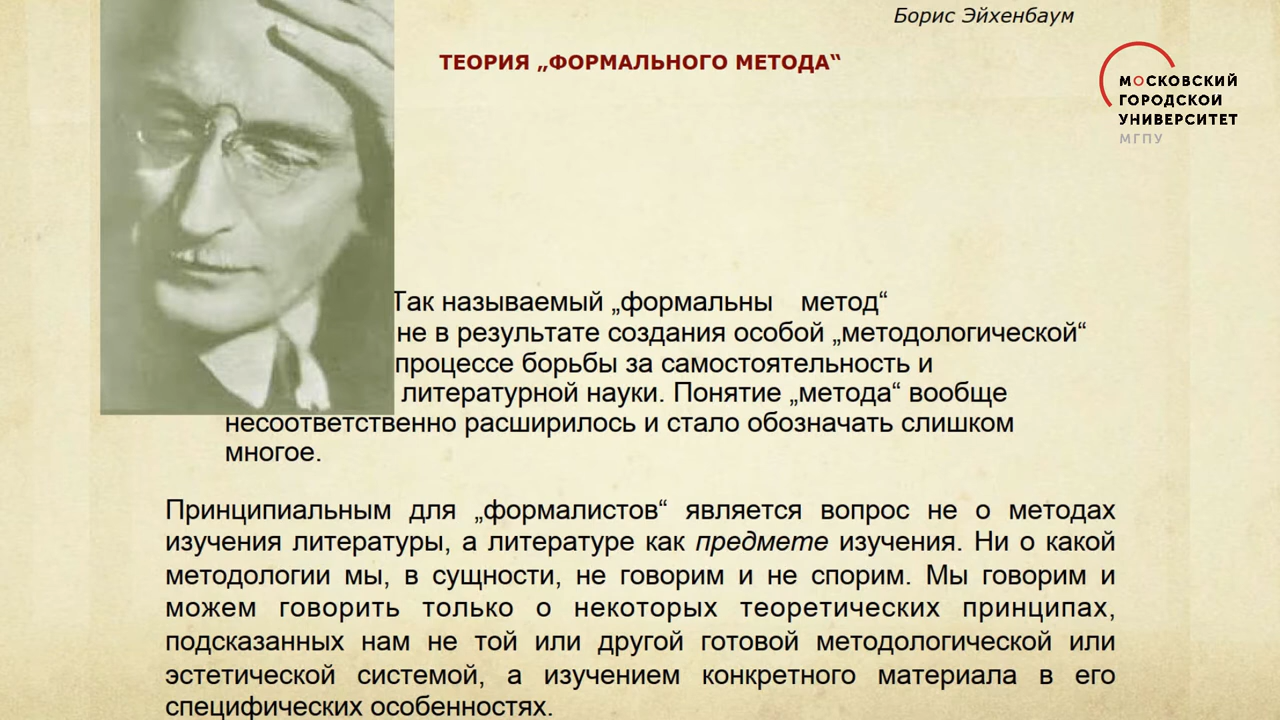 Борис Эйхенбаум
ТЕОРИЯ „ФОРМАЛЬНОГО МЕТОДА“
МОСКОВСКИЙ
ГОРОДСКОЙ
УНИВЕРСИТЕТ
МГПУ
Так называемый „формальны метод“
не в результате создания особой „методологической“
процессе борьбы за самостоятельность и
литературной науки. Понятие „метода“ вообще
несоответственно расширилось и стало обозначать слишком
многое.
Принципиальным для „формалистов“ является вопрос не о методах
изучения литературы, а литературе как предмете изучения. Ни о какой
методологии мы, в сущности, не говорим и не спорим. Мы говорим и
можем говорить только о некоторых теоретических принципах,
подсказанных нам не той или другой готовой методологической или
эстетической системой, а изучением конкретного материала в его
специфических особенностях.